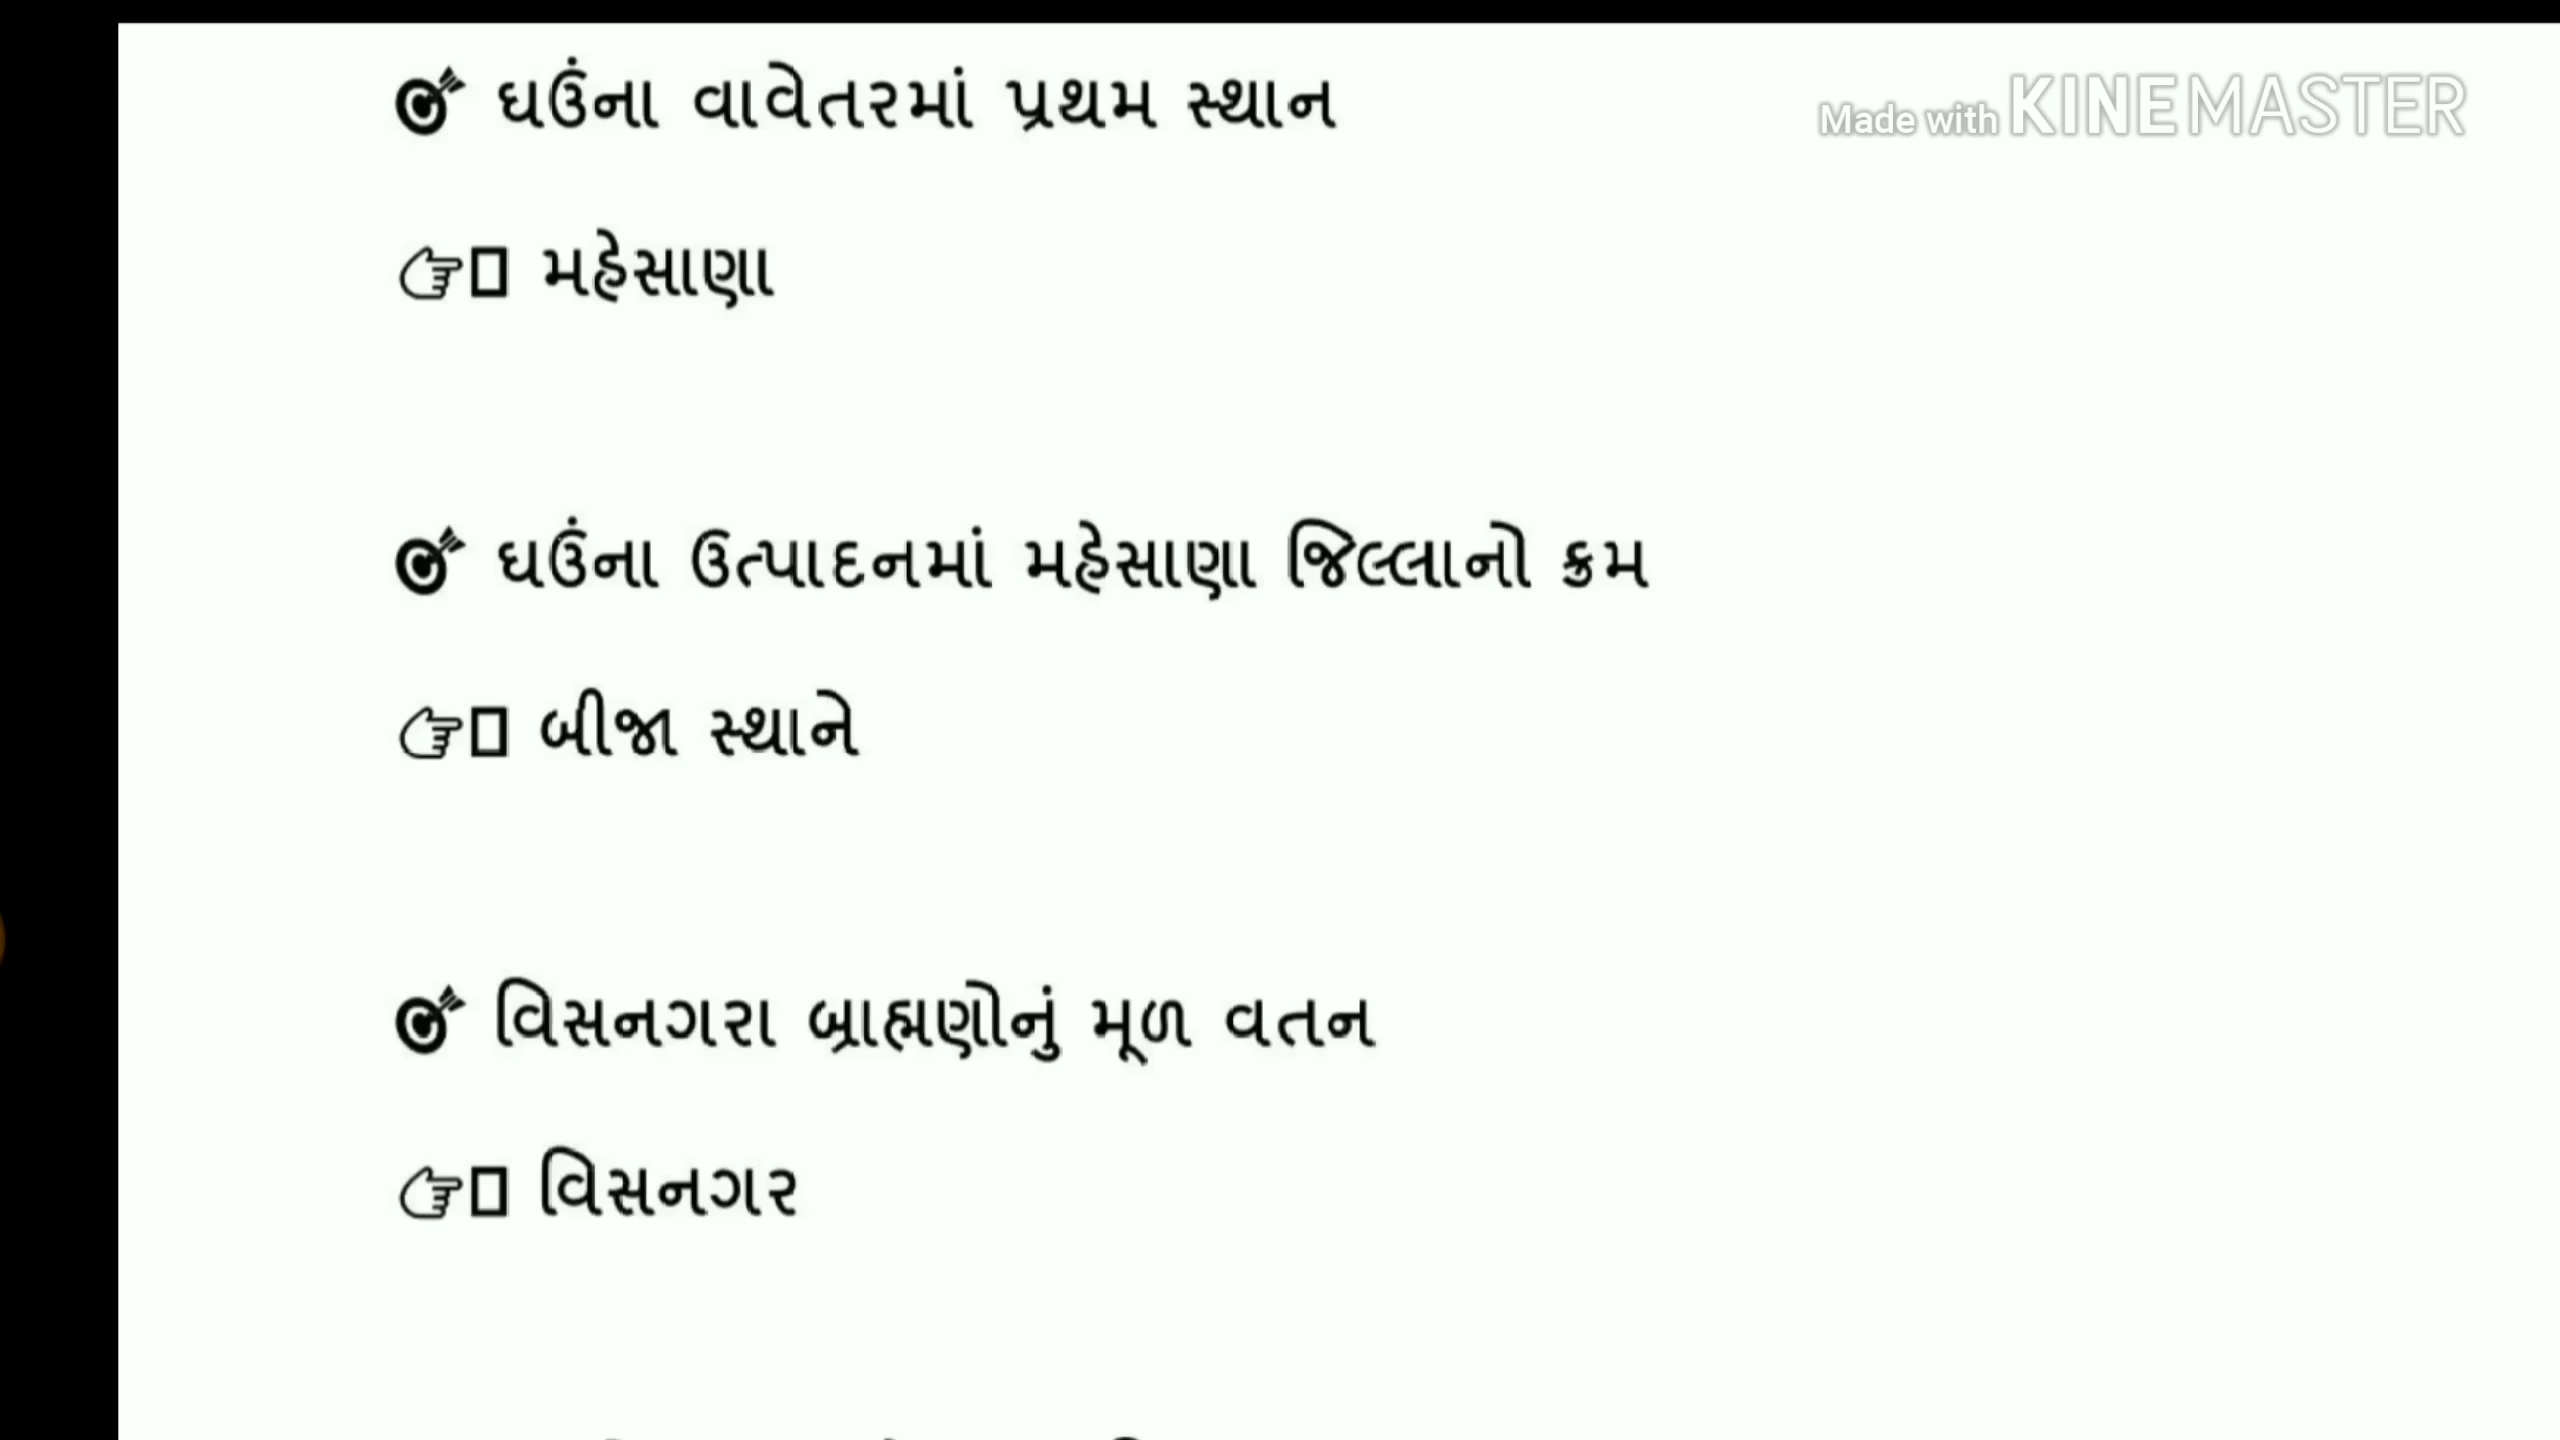 🎯 ઘઉંના વાવેતરમાં પ્રથમ સ્થાન
Made with KINEMASTER
👉 મહેસાણા
🎯 ઘઉંના ઉત્પાદનમાં મહેસાણા જિલ્લાનો ક્રમ
👉 બીજા સ્થાને
🎯 વિસનગરા બ્રાહ્મણોનું મૂળ વતન
👉 વિસનગર